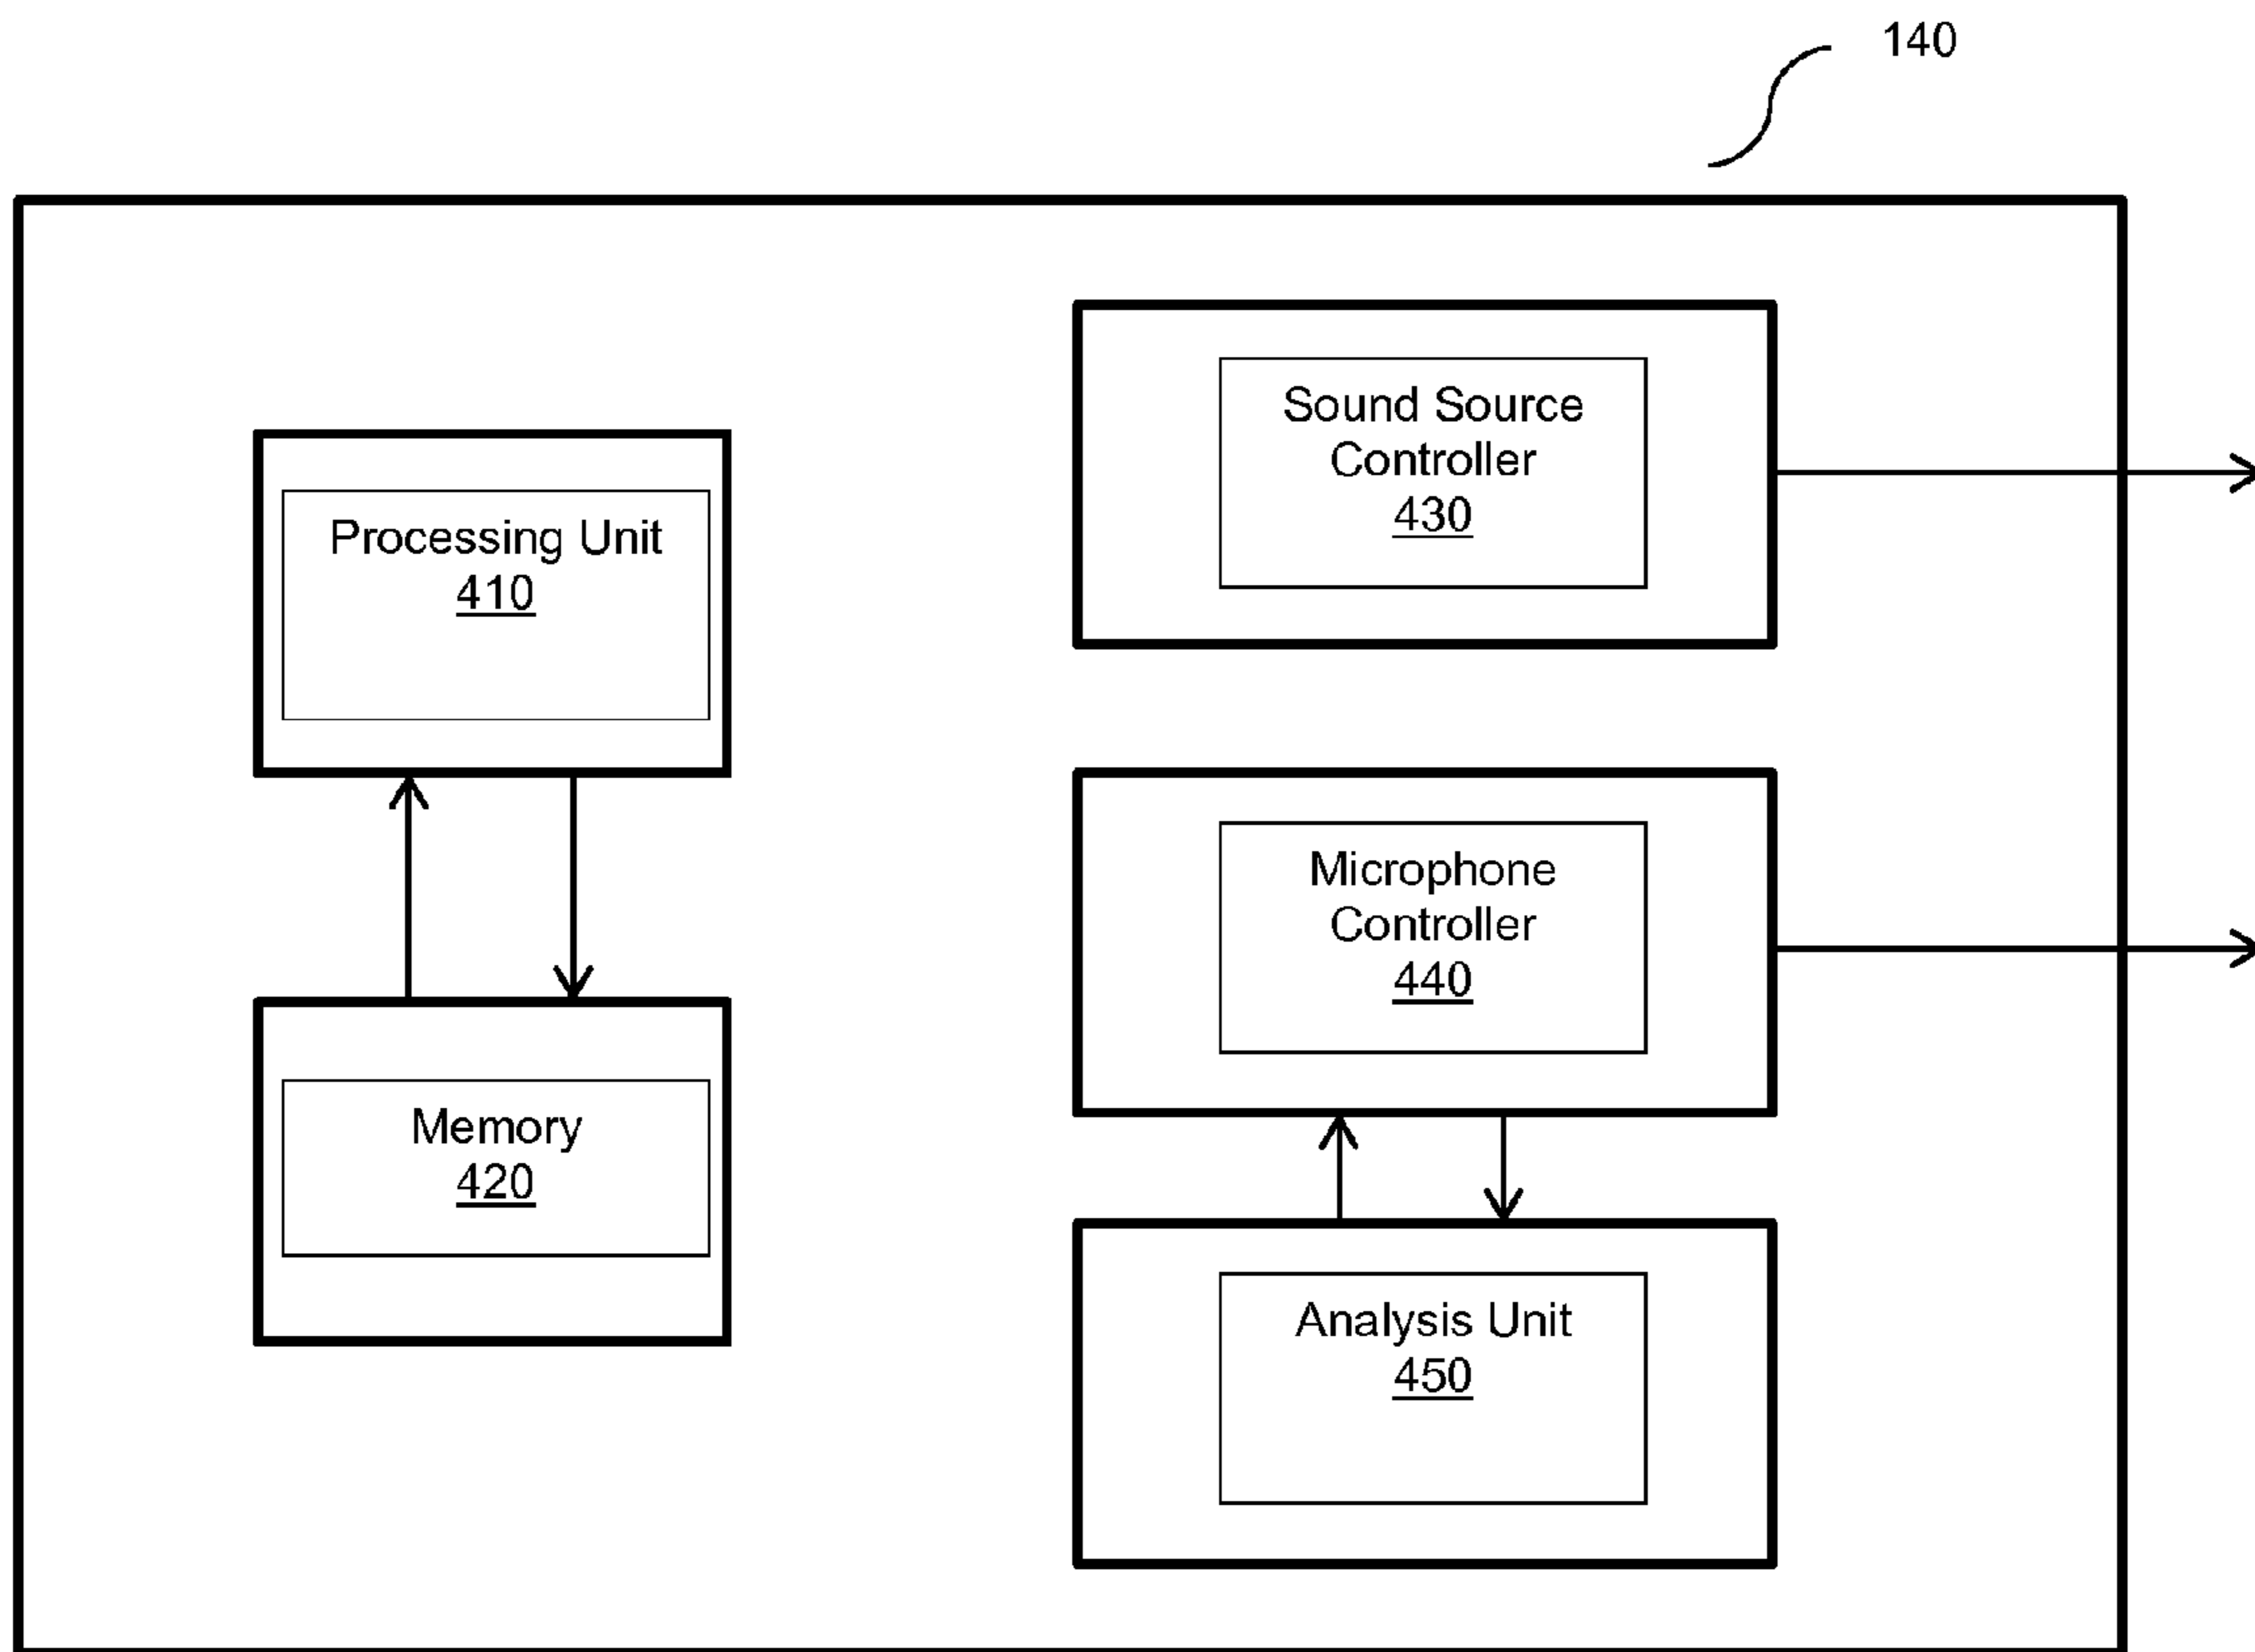 140
Sound Source
Controller
430
Processing Unit
410
Microphone
Controller
440
Memory
420
Analysis Unit
450